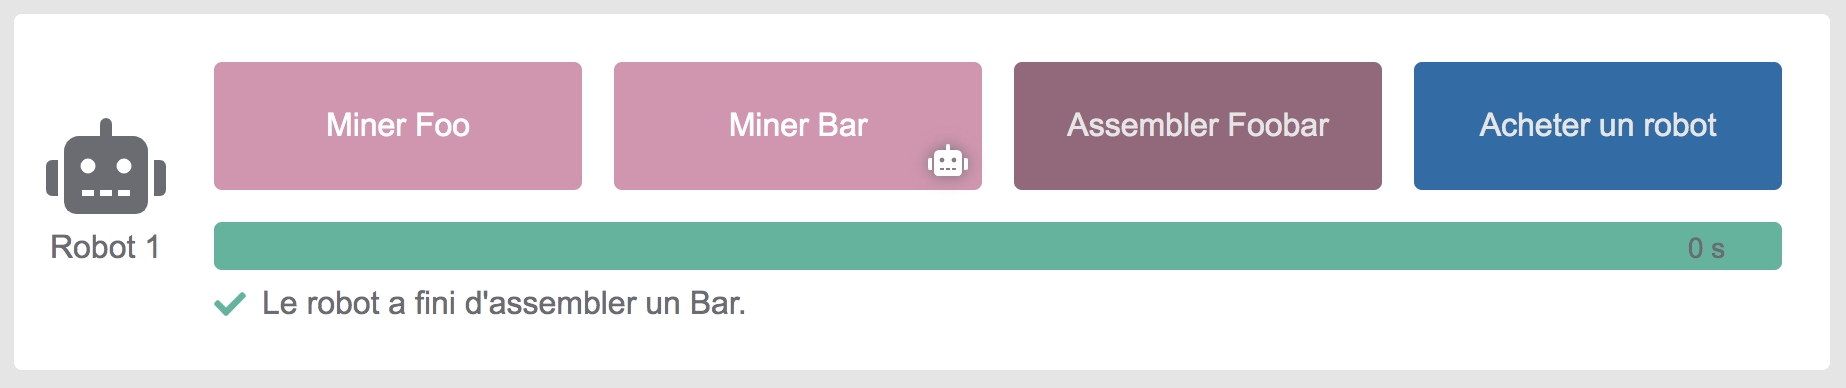 Miner Foo
Miner Bar
Assembler Foobar
Acheter un robot
Robot 1
0 s
Le robot a fini d'assembler un Bar.